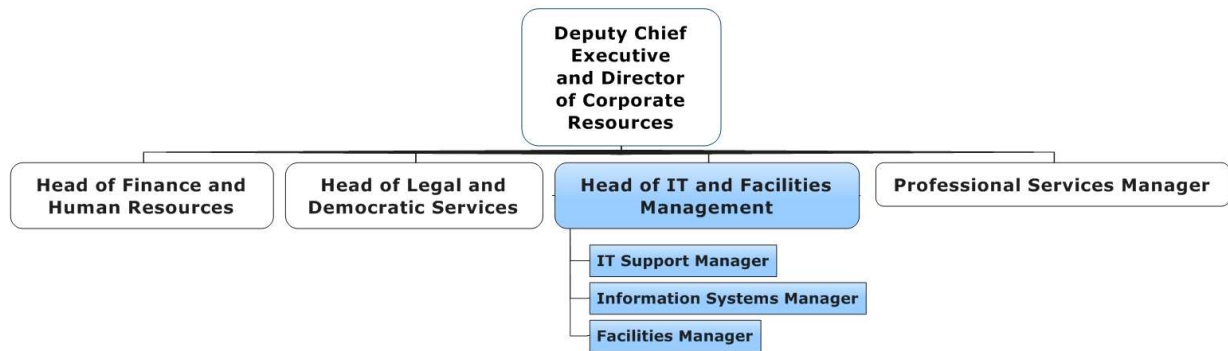 Deputy Chief
Executive
and Director
of Corporate
Resources
Head of Finance and
Human Resources
Head of Legal and
Democratic Services
Head of IT and Facilities
Management
Professional Services Manager
IT Support Manager
Information Systems Manager
Facilities Manager